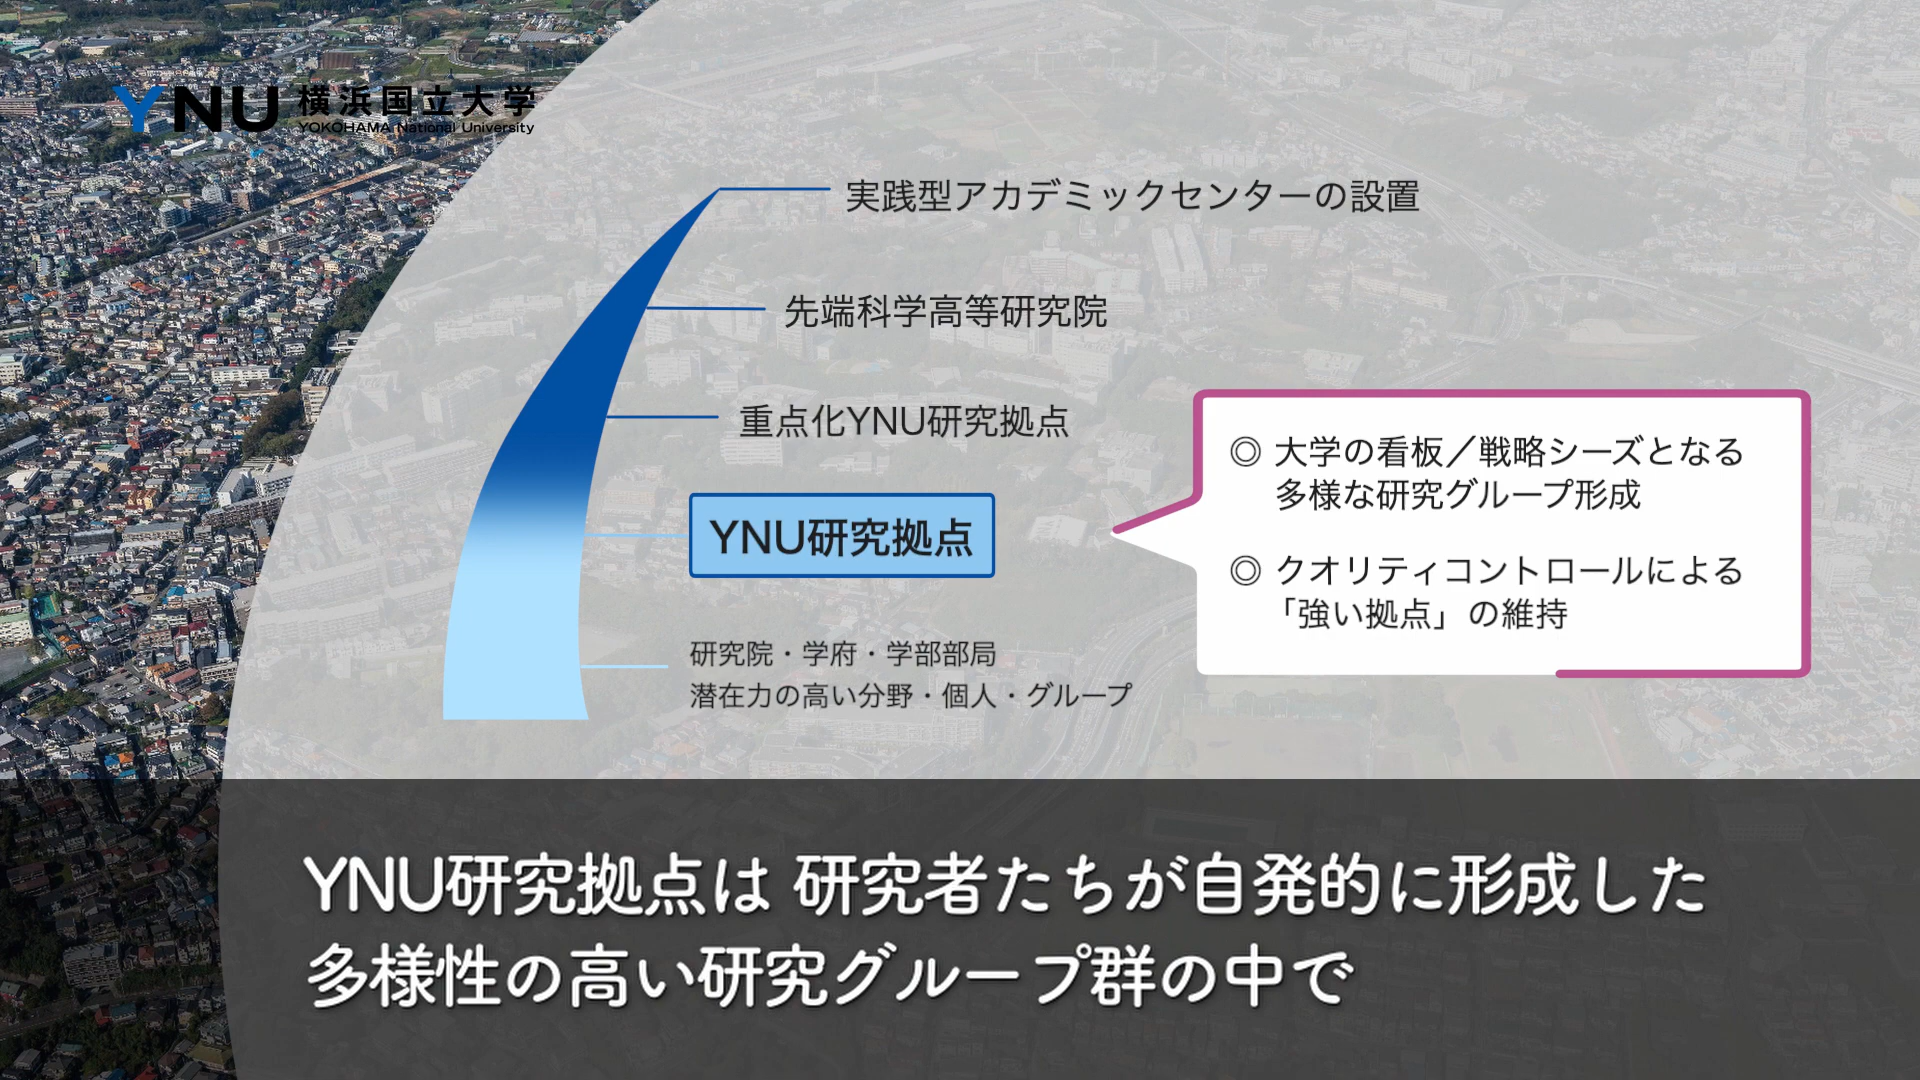 YNU 横浜国立大学
YOKOHAMA National University
実践型アカデミックセンターの設置
先端科学高等研究院
重点化YNU研究拠点
YNU研究拠点
研究院・学府・学部部局
潜在力の高い分野・個人・グループ
◎ 大学の看板／戦略シーズとなる
多様な研究グループ形成
◎ クオリティコントロールによる
「強い拠点」の維持
YNU研究拠点は 研究者たちが自発的に形成した
多様性の高い研究グループ群の中で